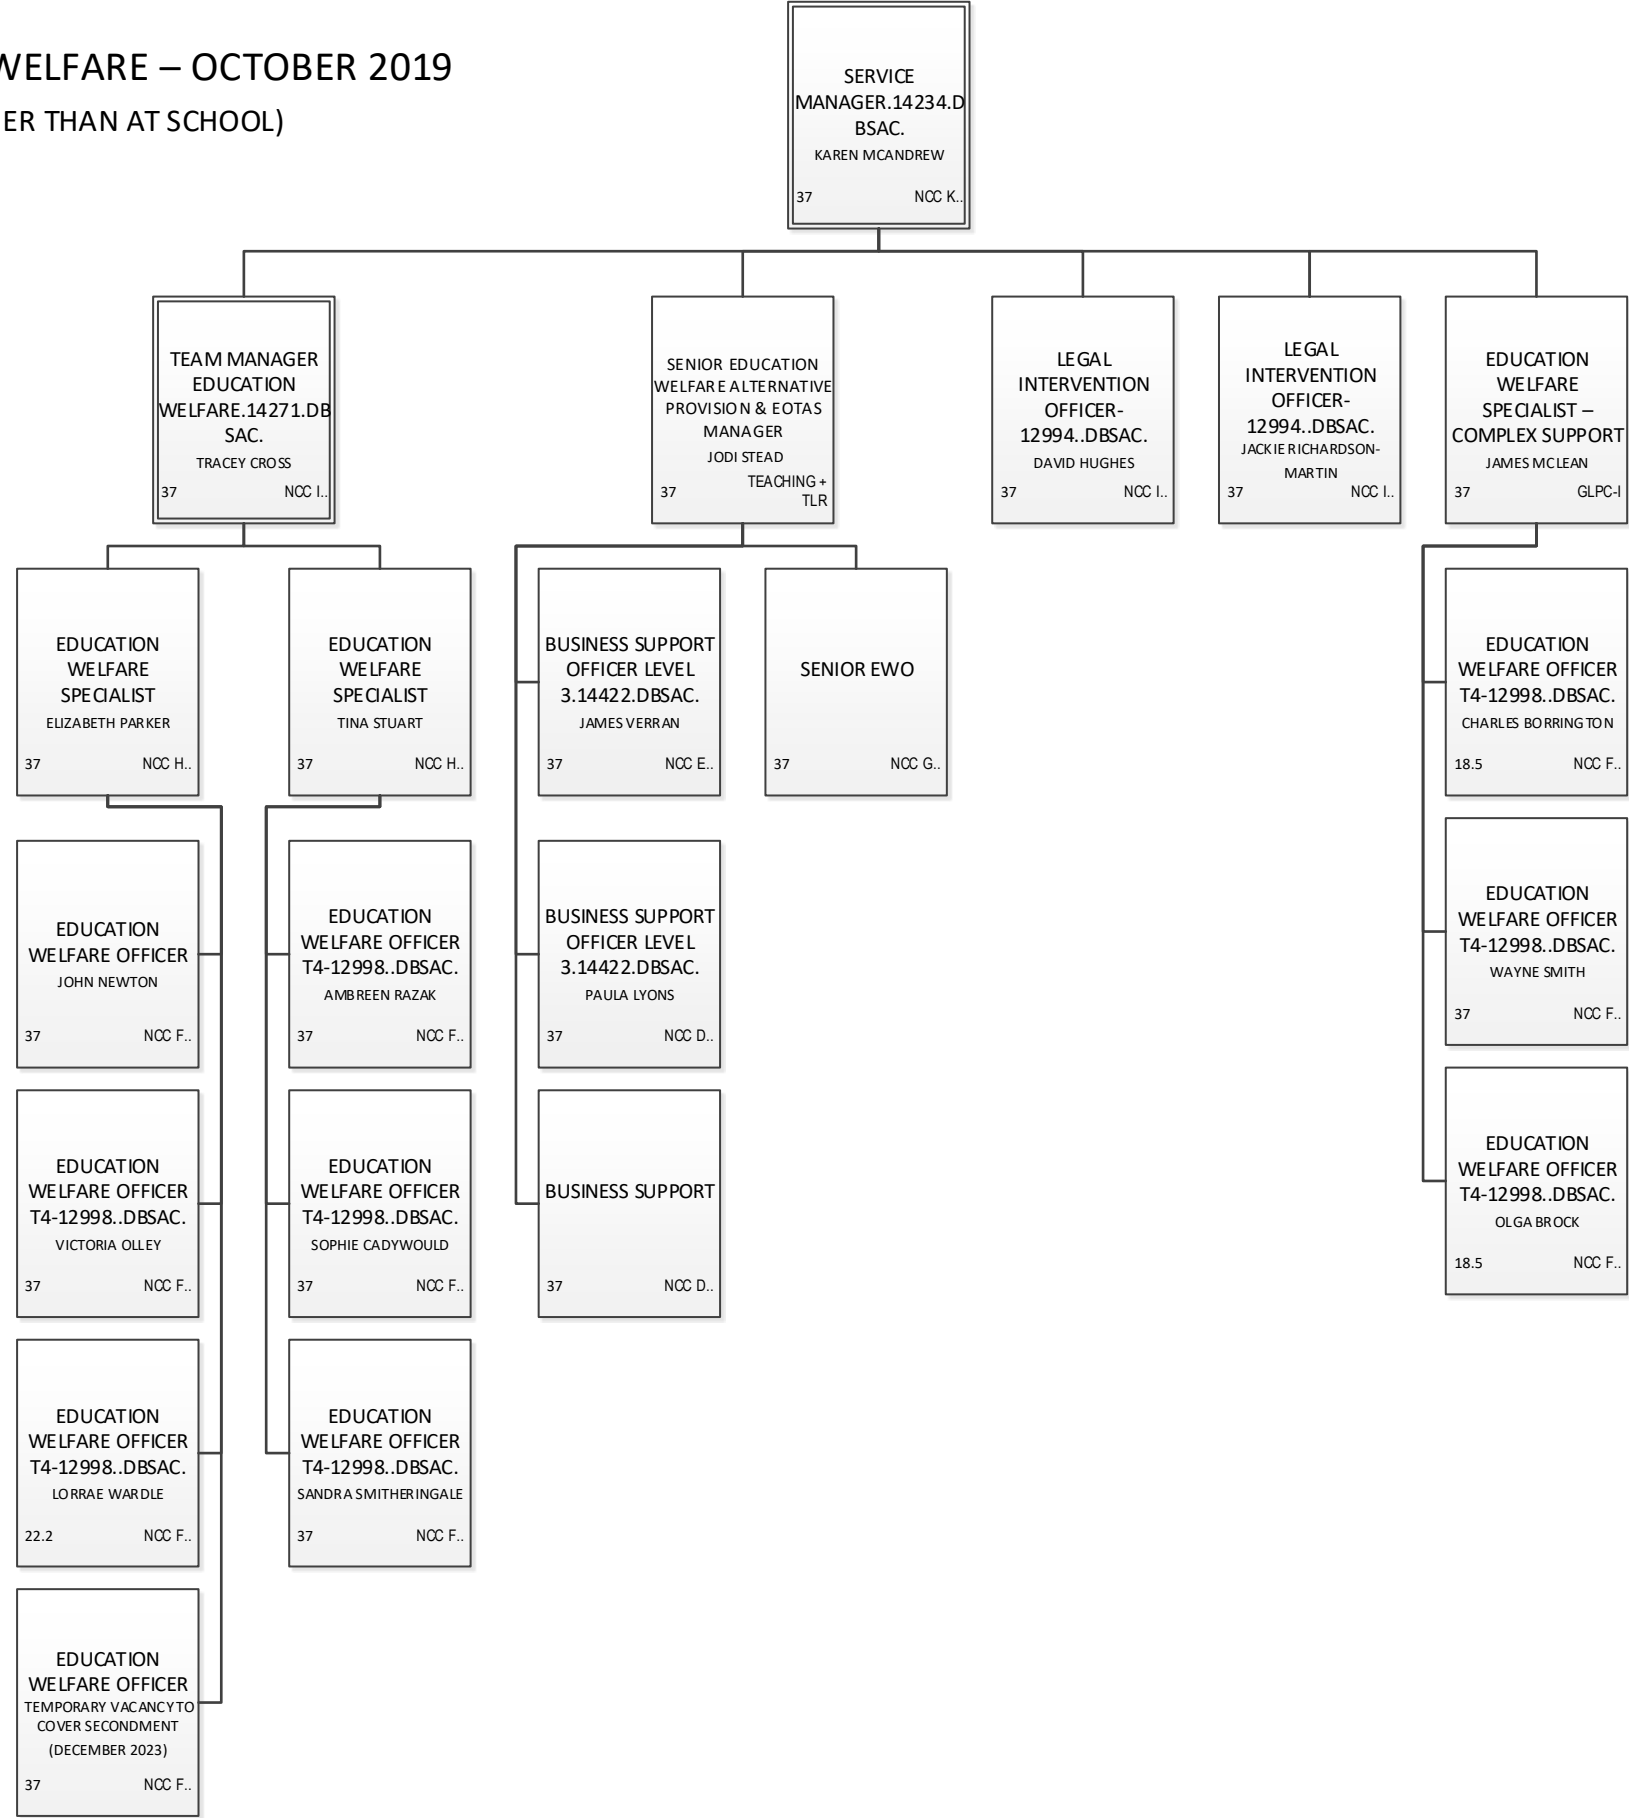 WELFARE – OCTOBER 2019
ER THAN AT SCHOOL)
SERVICE
MANAGER.14234.D
BSAC.
KAREN MCANDREW
37 NCC K..
TEAM MANAGER
EDUCATION
WELFARE.14271.DB
SAC.
TRACEY CROSS
37 NCC I..
SENIOR EDUCATION
WELFARE ALTERNATIVE
PROVISION & EOTAS
MANAGER
JODI STEAD
37 TEACHING +
TLR
LEGAL
INTERVENTION
OFFICER-
12994..DBSAC.
DAVID HUGHES
37 NCC I..
LEGAL
INTERVENTION
OFFICER-
12994..DBSAC.
JACKIE RICHARDSON-
MARTIN
37 NCC I..
EDUCATION
WELFARE
SPECIALIST –
COMPLEX SUPPORT
JAMES MCLEAN
37 GLPC-I
EDUCATION
WELFARE
SPECIALIST
ELIZABETH PARKER
37 NCC H..
EDUCATION
WELFARE
SPECIALIST
TINA STUART
37 NCC H..
BUSINESS SUPPORT
OFFICER LEVEL
3.14422.DBSAC.
JAMES VERRAN
37 NCC E..
SENIOR EWO
37 NCC G..
EDUCATION
WELFARE OFFICER
T4-12998..DBSAC.
CHARLES BORRINGTON
18.5 NCC F..
EDUCATION
WELFARE OFFICER
JOHN NEWTON
37 NCC F..
EDUCATION
WELFARE OFFICER
T4-12998..DBSAC.
AMBREEN RAZAK
37 NCC F..
BUSINESS SUPPORT
OFFICER LEVEL
3.14422.DBSAC.
PAULA LYONS
37 NCC D..
EDUCATION
WELFARE OFFICER
T4-12998..DBSAC.
WAYNE SMITH
37 NCC F..
EDUCATION
WELFARE OFFICER
T4-12998..DBSAC.
VICTORIA OLLEY
37 NCC F..
EDUCATION
WELFARE OFFICER
T4-12998..DBSAC.
SOPHIE CADYWOULD
37 NCC F..
BUSINESS SUPPORT
37 NCC D..
EDUCATION
WELFARE OFFICER
T4-12998..DBSAC.
OLGA BROCK
18.5 NCC F..
EDUCATION
WELFARE OFFICER
T4-12998..DBSAC.
LORRAE WARDLE
22.2 NCC F..
EDUCATION
WELFARE OFFICER
T4-12998..DBSAC.
SANDRA SMITHERINGALE
37 NCC F..
EDUCATION
WELFARE OFFICER
TEMPORARY VACANCY TO
COVER SECONDMENT
(DECEMBER 2023)
37 NCC F..